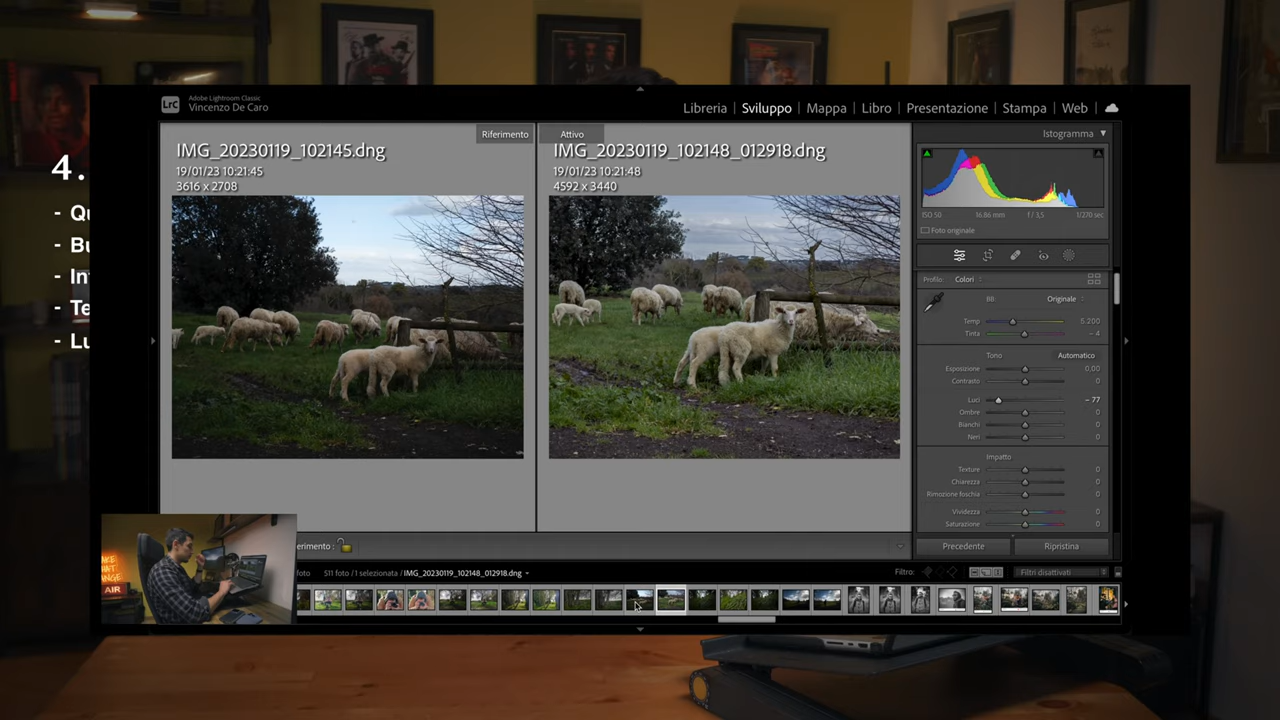 4.
- Qu
- Bu
- In
- Te
- Lu
LrC
Adobe Lightroom Classic
Vincenzo De Caro
Libreria | Sviluppo | Mappa | Libro | Presentazione | Stampa | Web
Riferimento
IMG_20230119_102145.dng
19/01/23 10:21:45
3616 x 2708
Attivo
IMG_20230119_102148_012918.dng
19/01/23 10:21:48
4592 x 3440
Istogramma
ISO 50 16.86 mm f / 3,5 1/270 sec
Foto originale
Profilo: Colori
BB: Originale
Temp 5.200
Tinta – 4
Tono Automatico
Esposizione 0,00
Contrasto 0
Luci – 77
Ombre 0
Bianchi 0
Neri 0
Impatto
Texture 0
Chiarezza 0
Rimozione foschia 0
Vividezza 0
Saturazione 0
Precedente Ripristina
erimento :
foto 511 foto /1 selezionata /IMG_20230119_102148_012918.dng
Filtro: Filtri disattivati
AIR